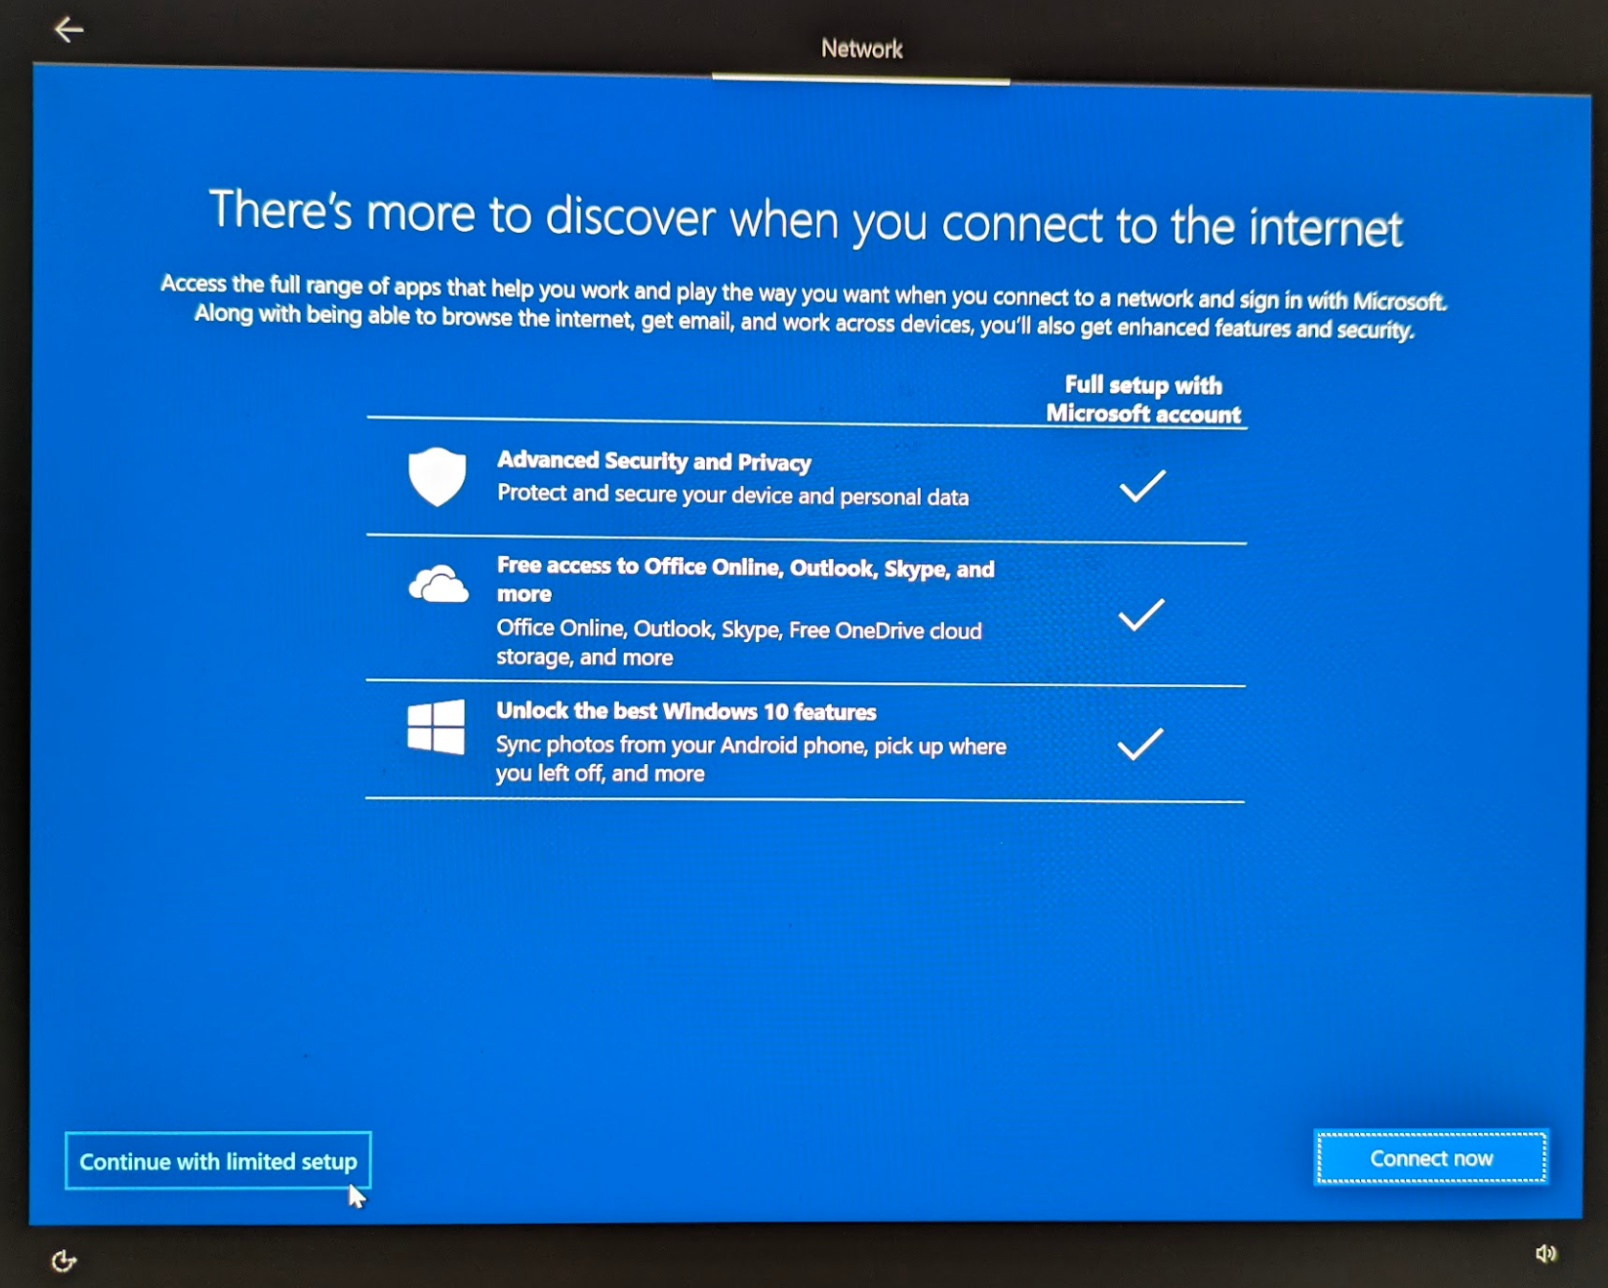 Network
There's more to discover when you connect to the internet
Access the full range of apps that help you work and play the way you want when you connect to a network and sign in with Microsoft.
Along with being able to browse the internet, get email, and work across devices, you'll also get enhanced features and security.
Full setup with
Microsoft account
Advanced Security and Privacy
Protect and secure your device and personal data
Free access to Office Online, Outlook, Skype, and
more
Office Online, Outlook, Skype, Free OneDrive cloud
storage, and more
Unlock the best Windows 10 features
Sync photos from your Android phone, pick up where
you left off, and more
Continue with limited setup
Connect now